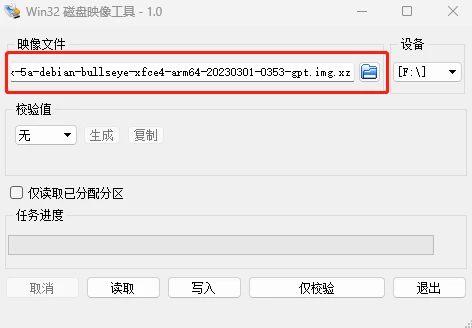 Win32 磁盘映像工具 - 1.0
映像文件
设备
-5a-debian-bullseye-xfce4-arm64-20230301-0353-gpt.img.xz
[F:\]
校验值
无
生成
复制
仅读取已分配分区
任务进度
取消
读取
写入
仅校验
退出